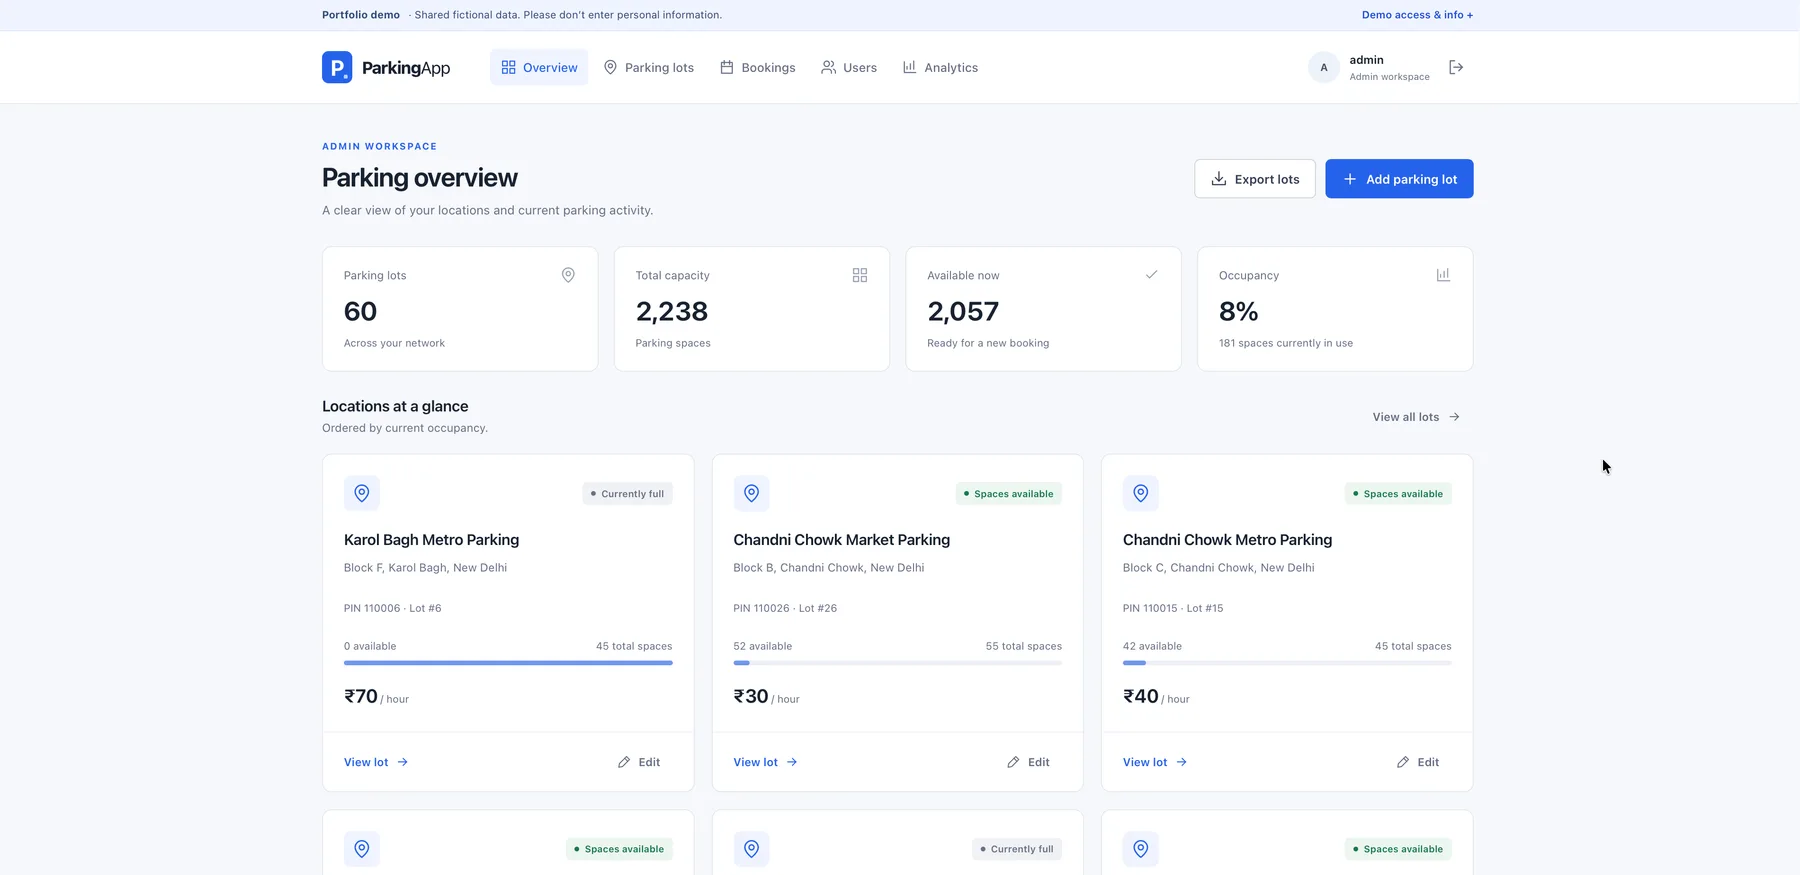 Portfolio demo · Shared fictional data. Please don't enter personal information. Demo access & info +
P. ParkingApp Overview Parking lots Bookings Users Analytics A admin
Admin workspace
ADMIN WORKSPACE
Parking overview
A clear view of your locations and current parking activity.
Export lots + Add parking lot
Parking lots Total capacity Available now Occupancy
60 2,238 2,057 8%
Across your network Parking spaces Ready for a new booking 181 spaces currently in use
Locations at a glance
Ordered by current occupancy.
View all lots →
Currently full
Karol Bagh Metro Parking
Block F, Karol Bagh, New Delhi
PIN 110006 · Lot #6
0 available 45 total spaces
₹70 / hour
View lot → Edit
Spaces available
Chandni Chowk Market Parking
Block B, Chandni Chowk, New Delhi
PIN 110026 · Lot #26
52 available 55 total spaces
₹30 / hour
View lot → Edit
Spaces available
Chandni Chowk Metro Parking
Block C, Chandni Chowk, New Delhi
PIN 110015 · Lot #15
42 available 45 total spaces
₹40 / hour
View lot → Edit
Spaces available
Currently full
Spaces available